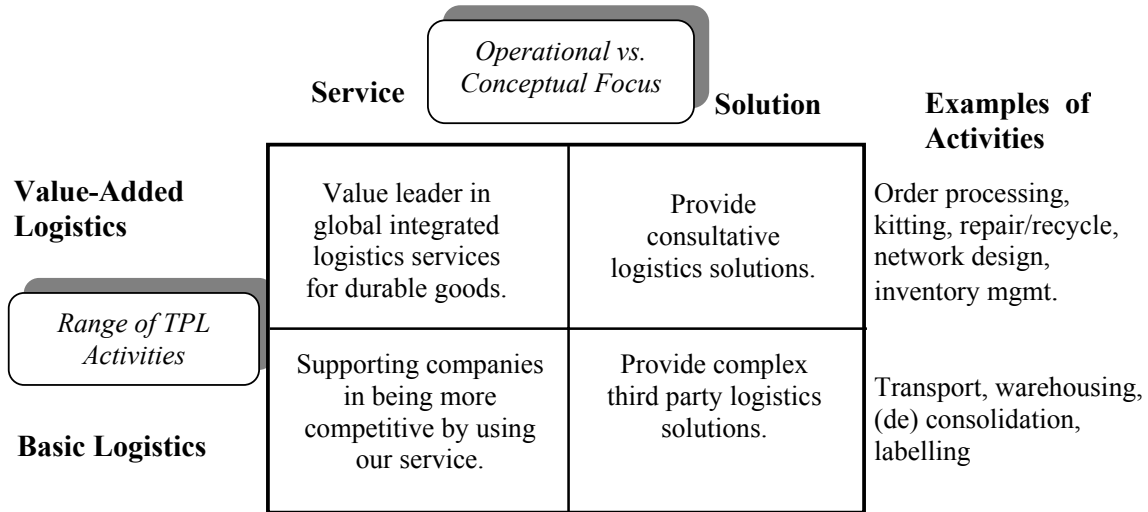 Operational vs.
Conceptual Focus
Service
Solution
Examples of
Activities
Value-Added
Logistics
Value leader in
global integrated
logistics services
for durable goods.
Provide
consultative
logistics solutions.
Order processing,
kitting, repair/recycle,
network design,
inventory mgmt.
Range of TPL
Activities
Basic Logistics
Supporting companies
in being more
competitive by using
our service.
Provide complex
third party logistics
solutions.
Transport, warehousing,
(de) consolidation,
labelling